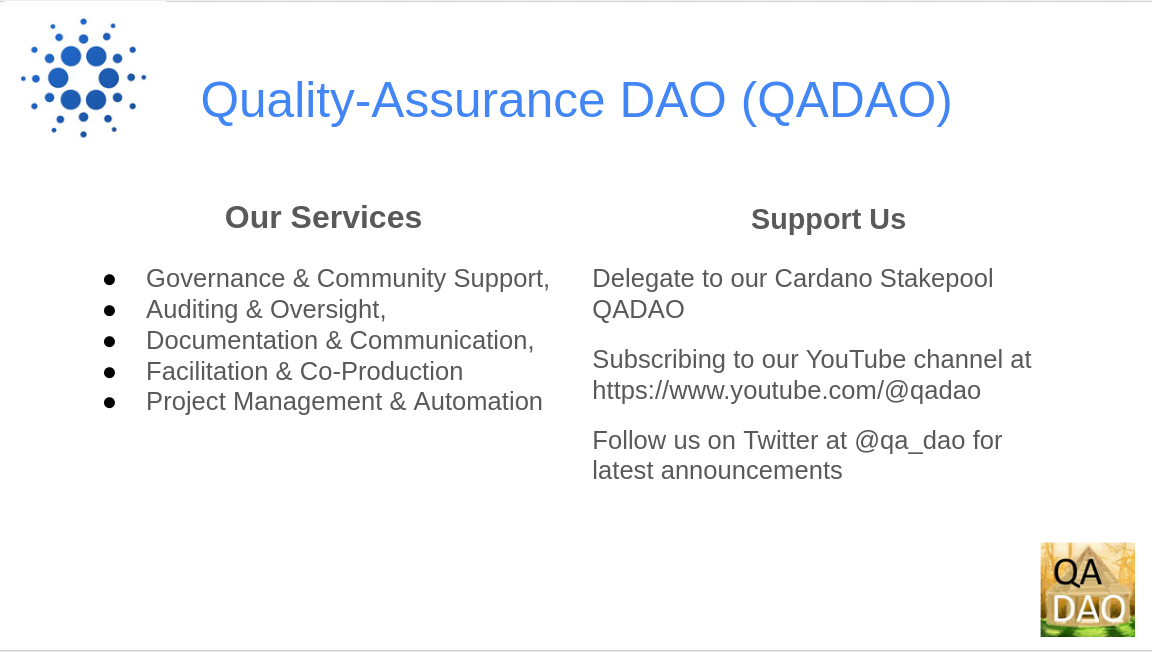 Quality-Assurance DAO (QADAO)
Our Services
● Governance & Community Support,
● Auditing & Oversight,
● Documentation & Communication,
● Facilitation & Co-Production
● Project Management & Automation
Support Us
Delegate to our Cardano Stakepool
QADAO
Subscribing to our YouTube channel at
https://www.youtube.com/@qadao
Follow us on Twitter at @qa_dao for
latest announcements
QA
DAO